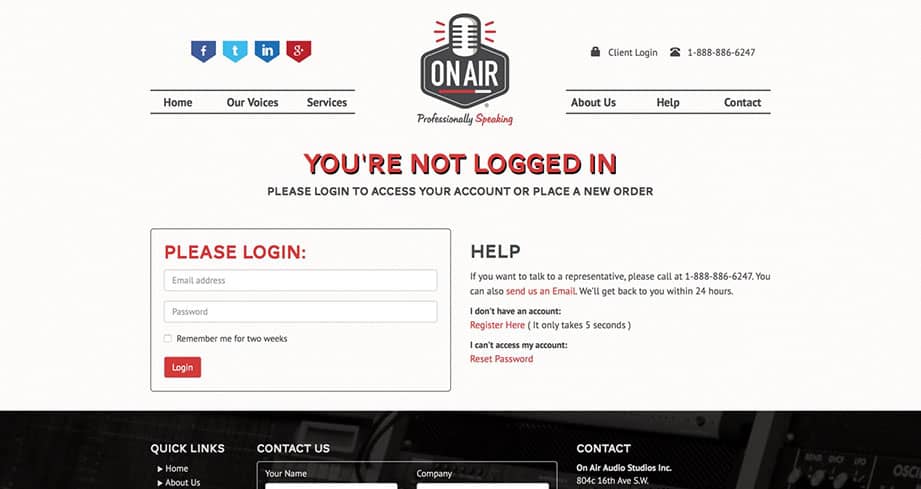 f t in g+
ON AIR
®
Professionally Speaking
Client Login 1-888-886-6247
Home Our Voices Services
About Us Help Contact
YOU'RE NOT LOGGED IN
PLEASE LOGIN TO ACCESS YOUR ACCOUNT OR PLACE A NEW ORDER
PLEASE LOGIN:
Email address
Password
Remember me for two weeks
Login
HELP
If you want to talk to a representative, please call at 1-888-886-6247. You
can also send us an Email. We'll get back to you within 24 hours.
I don't have an account:
Register Here ( It only takes 5 seconds )
I can't access my account:
Reset Password
QUICK LINKS
Home
About Us
CONTACT US
Your Name Company
CONTACT
On Air Audio Studios Inc.
804c 16th Ave S.W.